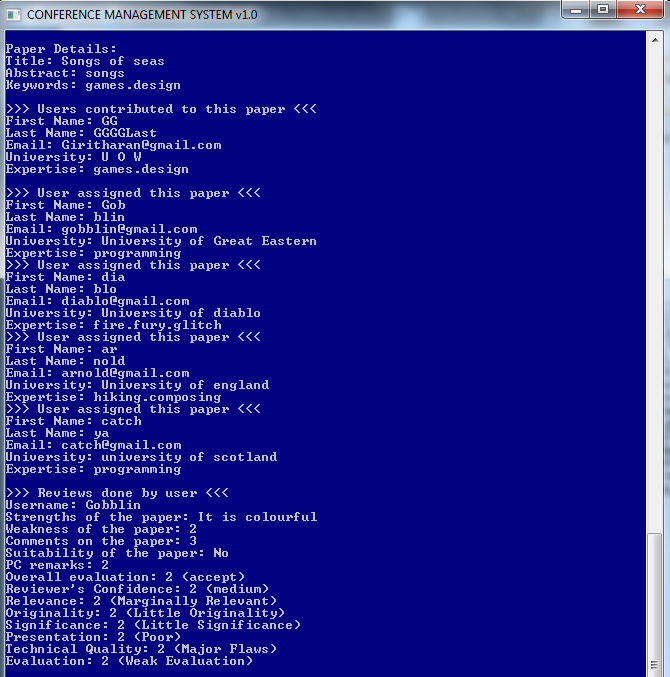 CONFERENCE MANAGEMENT SYSTEM v1.0
Paper Details:
Title: Songs of seas
Abstract: songs
Keywords: games.design
>>> Users contributed to this paper <<<
First Name: GG
Last Name: GGGGLast
Email: Giritharan@gmail.com
University: U O W
Expertise: games.design
>>> User assigned this paper <<<
First Name: Gob
Last Name: blin
Email: gobblin@gmail.com
University: University of Great Eastern
Expertise: programming
>>> User assigned this paper <<<
First Name: dia
Last Name: blo
Email: diablo@gmail.com
University: University of diablo
Expertise: fire.fury.glitch
>>> User assigned this paper <<<
First Name: ar
Last Name: nold
Email: arnold@gmail.com
University: University of england
Expertise: hiking.composing
>>> User assigned this paper <<<
First Name: catch
Last Name: ya
Email: catch@gmail.com
University: university of scotland
Expertise: programming
>>> Reviews done by user <<<
Username: Gobblin
Strengths of the paper: It is colourful
Weakness of the paper: 2
Comments on the paper: 3
Suitability of the paper: No
PC remarks: 2
Overall evaluation: 2 (accept)
Reviewer's Confidence: 2 (medium)
Relevance: 2 (Marginally Relevant)
Originality: 2 (Little Originality)
Significance: 2 (Little Significance)
Presentation: 2 (Poor)
Technical Quality: 2 (Major Flaws)
Evaluation: 2 (Weak Evaluation)